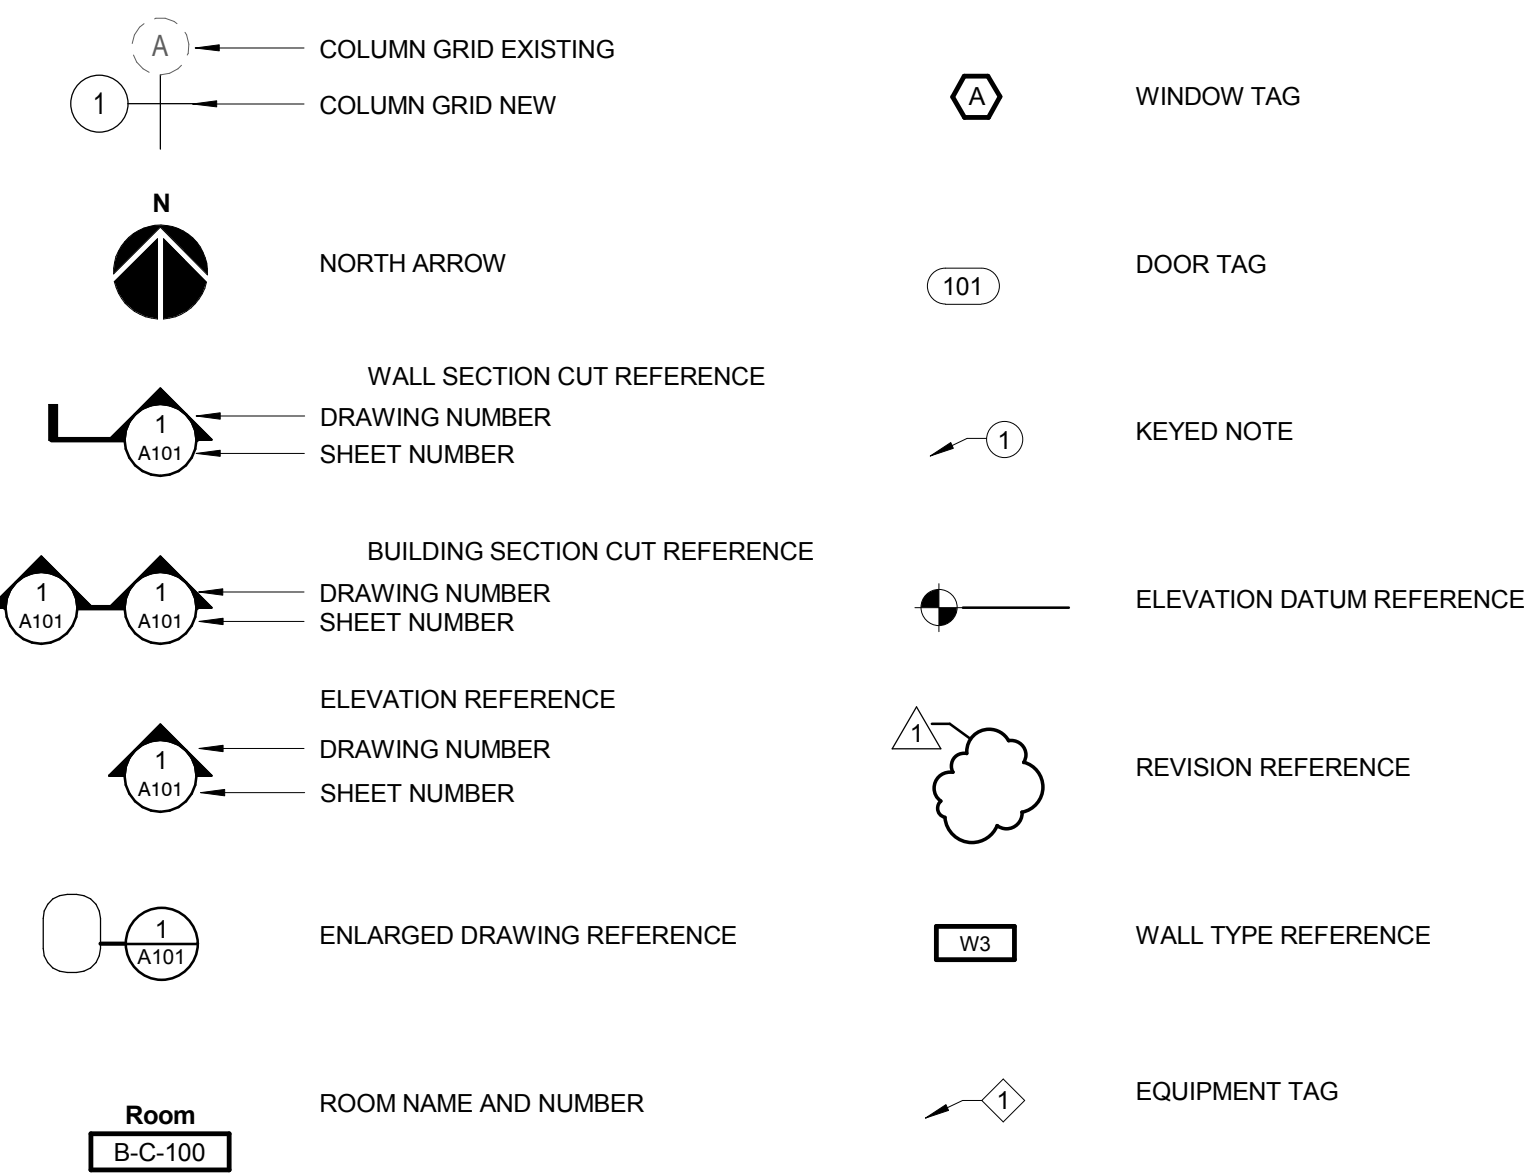 A
COLUMN GRID EXISTING
1
COLUMN GRID NEW
N
NORTH ARROW
WALL SECTION CUT REFERENCE
1
DRAWING NUMBER
A101
SHEET NUMBER
BUILDING SECTION CUT REFERENCE
1
1
DRAWING NUMBER
A101
A101
SHEET NUMBER
ELEVATION REFERENCE
1
DRAWING NUMBER
A101
SHEET NUMBER
1
A101
ENLARGED DRAWING REFERENCE
Room
B-C-100
ROOM NAME AND NUMBER
A
WINDOW TAG
101
DOOR TAG
1
KEYED NOTE
ELEVATION DATUM REFERENCE
1
REVISION REFERENCE
W3
WALL TYPE REFERENCE
1
EQUIPMENT TAG